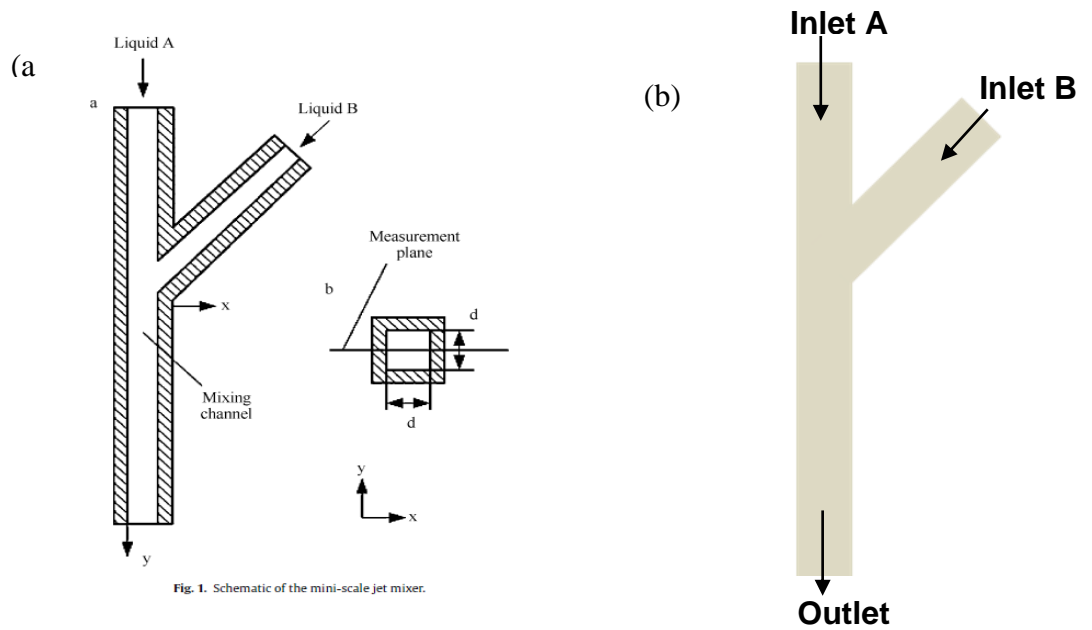 (a
Liquid A
a
Liquid B
x
Mixing
channel
y
Measurement
plane
b
d
d
y
x
Fig. 1. Schematic of the mini-scale jet mixer.
(b)
Inlet A
Inlet B
Outlet